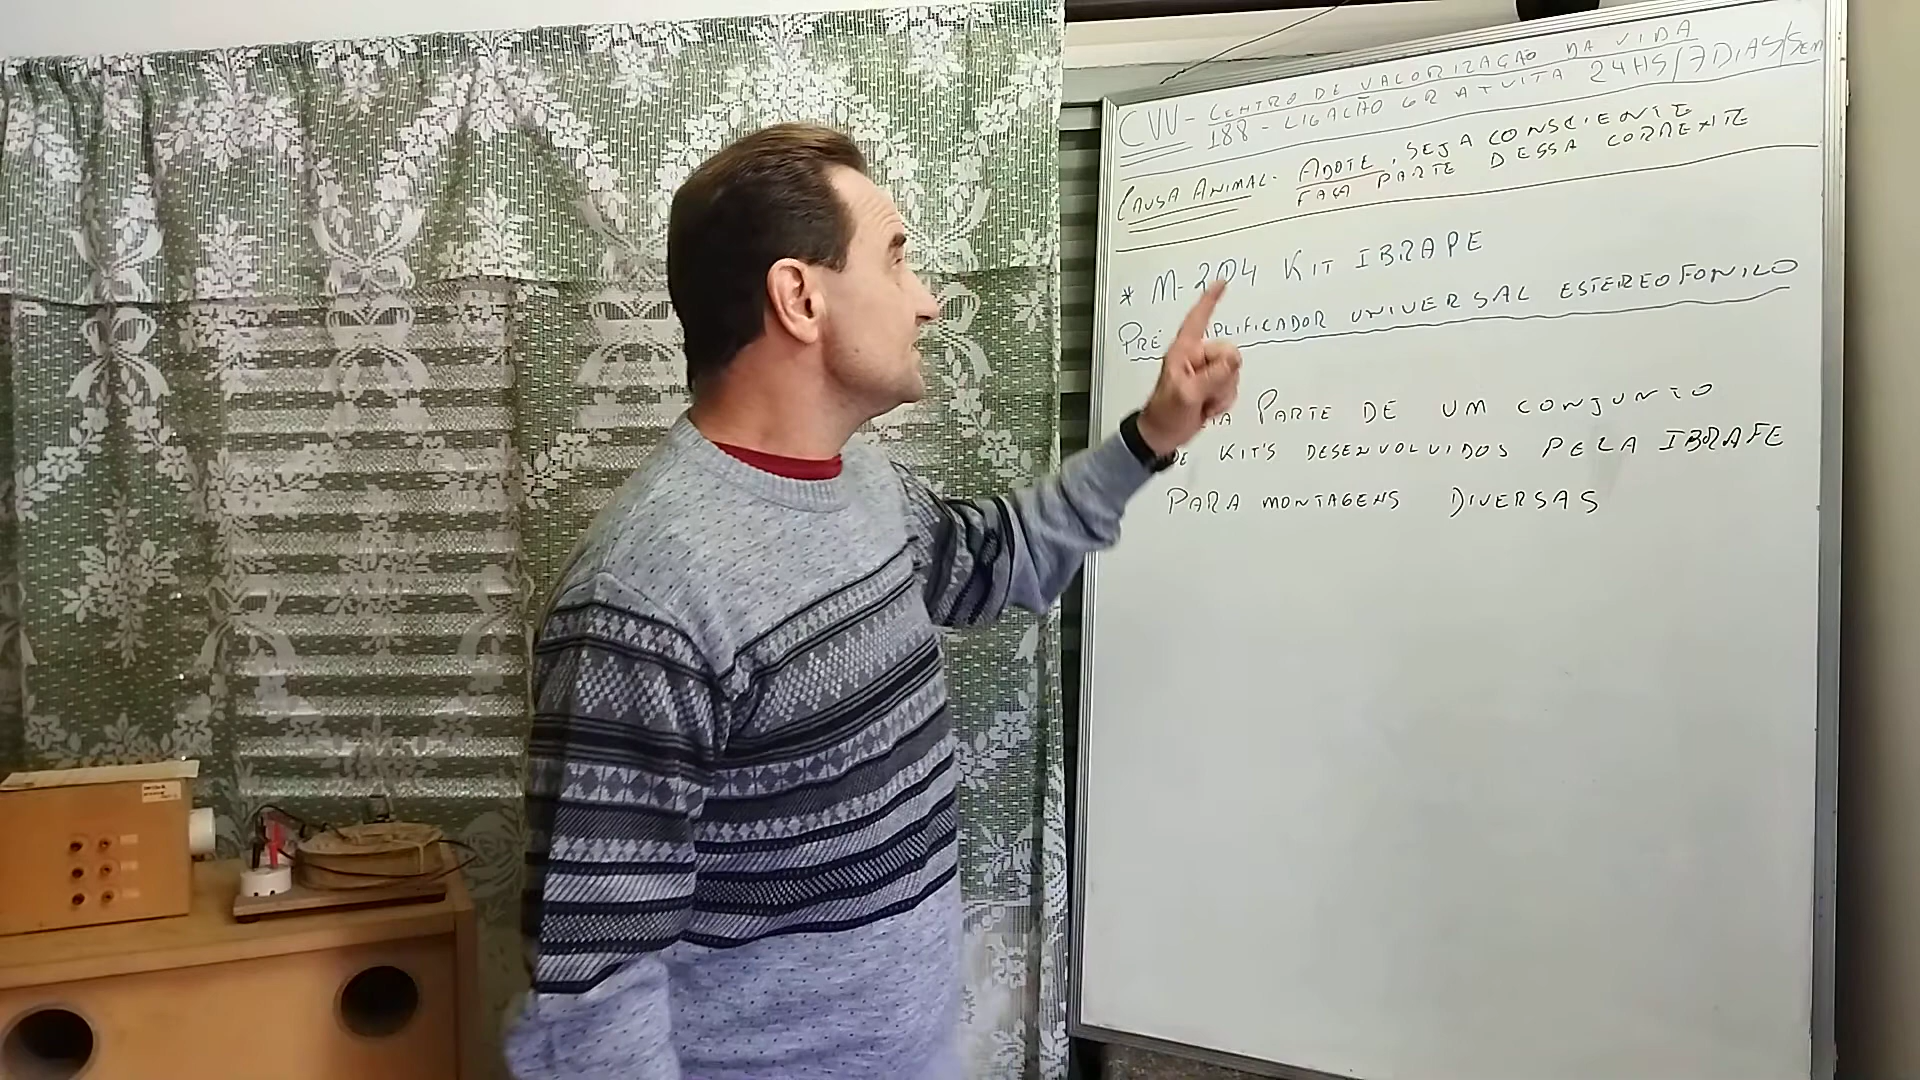 CVV - CENTRO DE VALORIZAÇÃO DA VIDA
188 - LIGAÇÃO GRATUITA 24HS/7DIAS/SEM
CAUSA ANIMAL - ADOTE, SEJA CONSCIENTE
FAÇA PARTE DESSA CORRENTE
* M-204 KIT IBRAPE
PRÉ AMPLIFICADOR UNIVERSAL ESTEREOFONICO
PARTE DE UM CONJUNTO
DE KIT'S DESENVOLVIDOS PELA IBRAPE
PARA MONTAGENS DIVERSAS